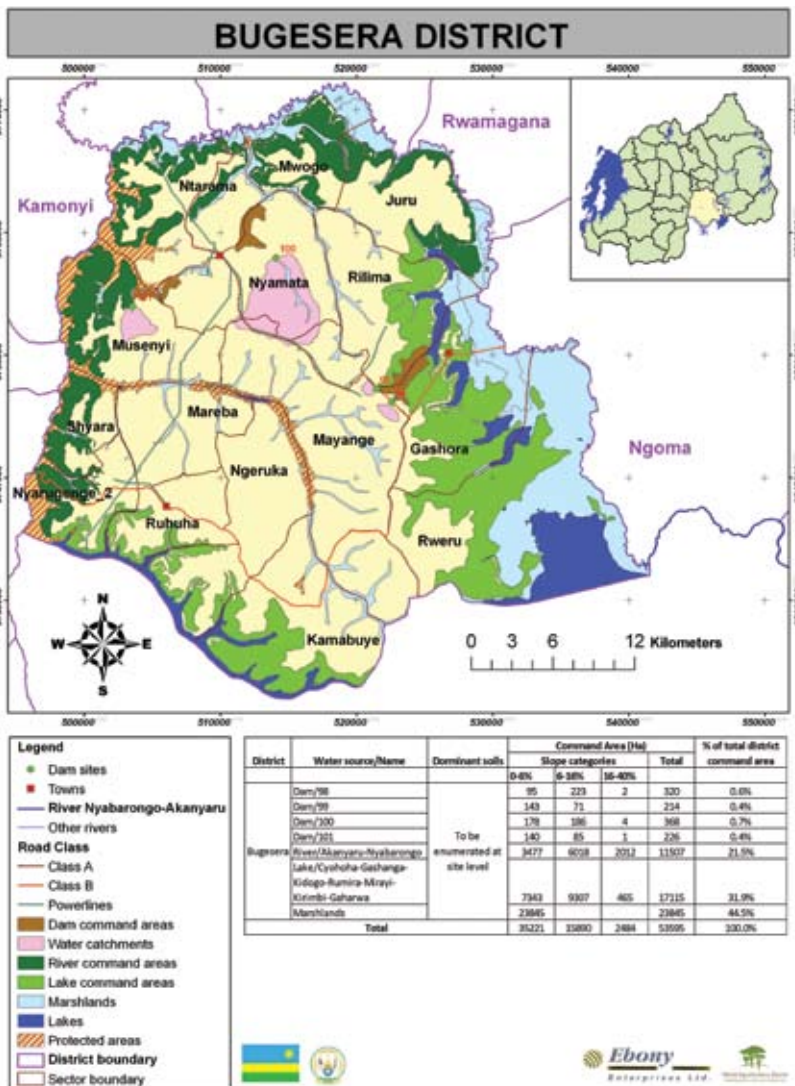 BUGESERA DISTRICT
500000 510000 520000 530000 540000 550000
Rwamagana
Kamonyi
Ntarama
Mwogo
Juru
100
Nyamata
Rilima
Musenyi
Shyara
Mareba
Mayange
Gashora
Ngoma
Ngeruka
Nyarugenge_2
Ruhuha
Rweru
Kamabuye
N
W E
S
0 3 6 12 Kilometers
500000 510000 520000 530000 540000 550000
Legend
Dam sites
Towns
River Nyabarongo-Akanyaru
Other rivers
Road Class
Class A
Class B
Powerlines
Dam command areas
Water catchments
River command areas
Lake command areas
Marshlands
Lakes
Protected areas
District boundary
Sector boundary
District Water source/Name Dorminant soils Command Area (Ha) % of total district command area
Slope categories Total
0-6% 6-16% 16-40%
Bugesera
To be enumerated at site level
Dam/98 95 223 2 320 0.6%
Dam/99 143 71 214 0.4%
Dam/100 178 186 4 368 0.7%
Dam/101 140 85 1 226 0.4%
River/Akanyaru-Nyabarongo 3477 6018 2012 11507 21.5%
Lake/Cyohoha-Gashanga-
Kidogo-Rumira-Mirayi-
Kirimbi-Gaharwa 7343 9307 465 17115 31.9%
Marshlands 23845 23845 44.5%
Total 35221 15890 2484 53595 100.0%
Ebony
Enterprises Ltd.